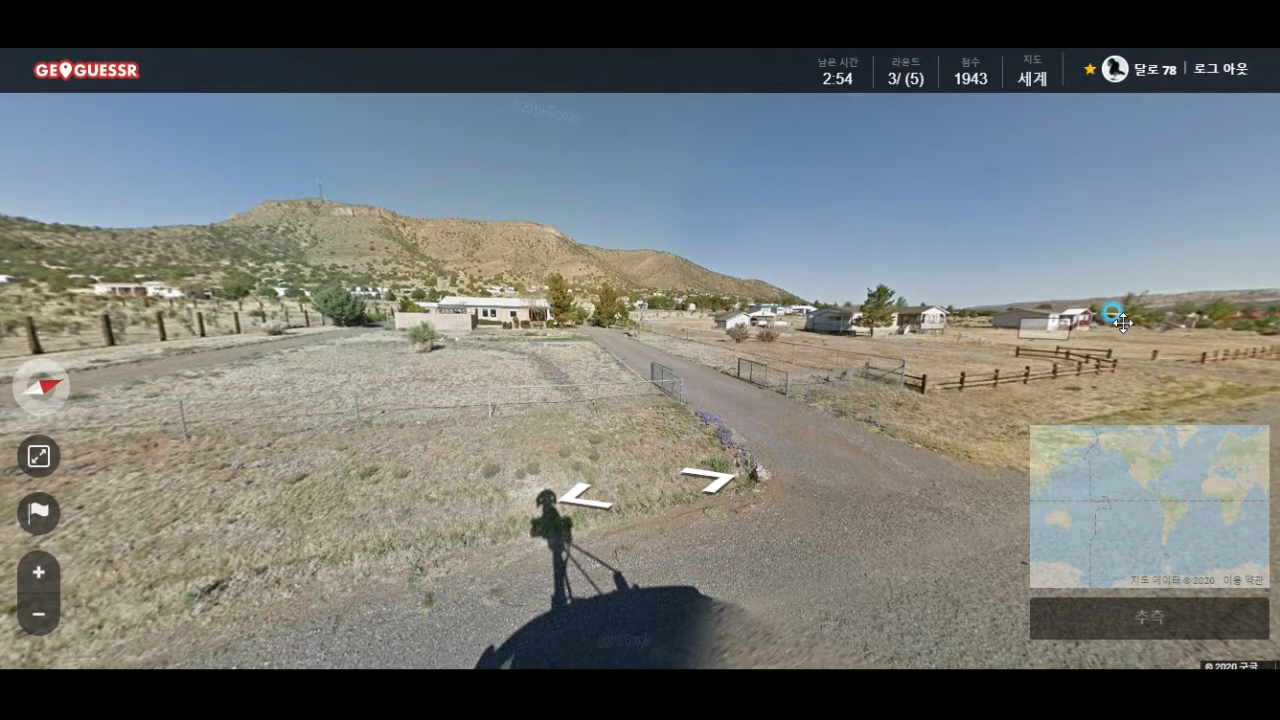 GEOGUESSR
남은 시간
2:54
라운드
3/ (5)
점수
1943
지도
세계
달로 78
로그 아웃
지도 데이터 © 2020
이용 약관
추측
© 2020 구글